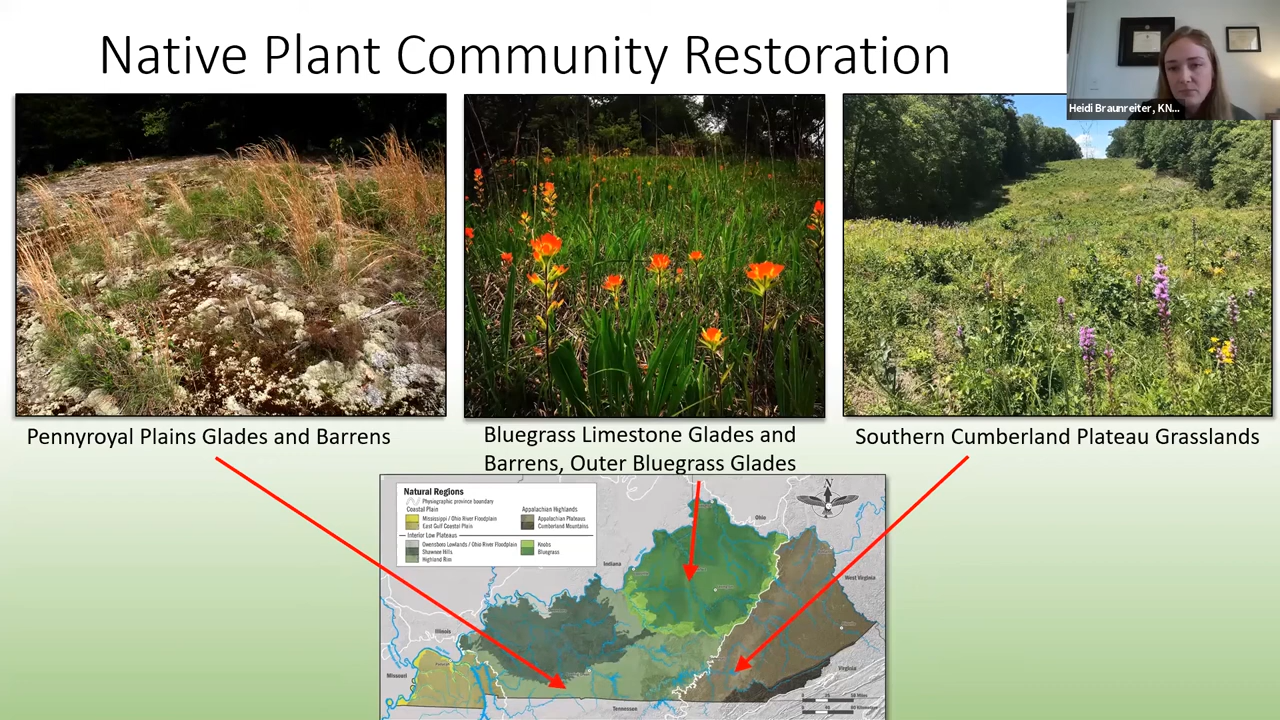 Native Plant Community Restoration
Heidi Braunreiter, KN...
Pennyroyal Plains Glades and Barrens
Bluegrass Limestone Glades and
Barrens, Outer Bluegrass Glades
Southern Cumberland Plateau Grasslands
Natural Regions
Physiographic province boundary
Coastal Plain
Mississippi / Ohio River Floodplain
East Gulf Coastal Plain
Appalachian Highlands
Appalachian Plateaus
Cumberland Mountains
Interior Low Plateaus
Owensboro Lowlands / Ohio River Floodplain
Shawnee Hills
Highland Rim
Knobs
Bluegrass
N
Ohio
Indiana
West Virginia
Illinois
Missouri
Virginia
Tennessee